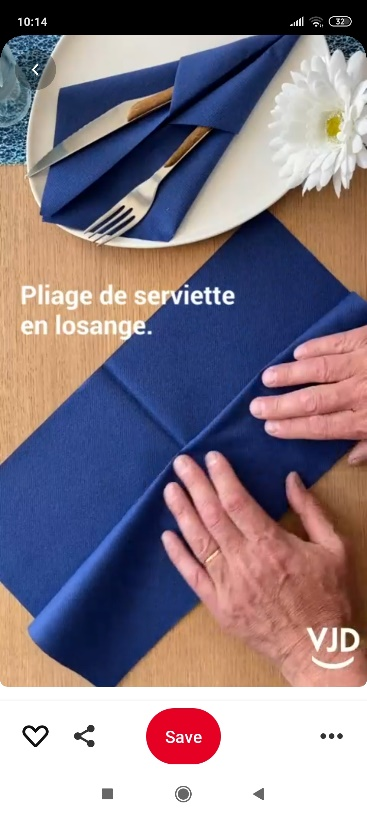 10:14
32
Pliage de serviette
en losange.
VJD
Save